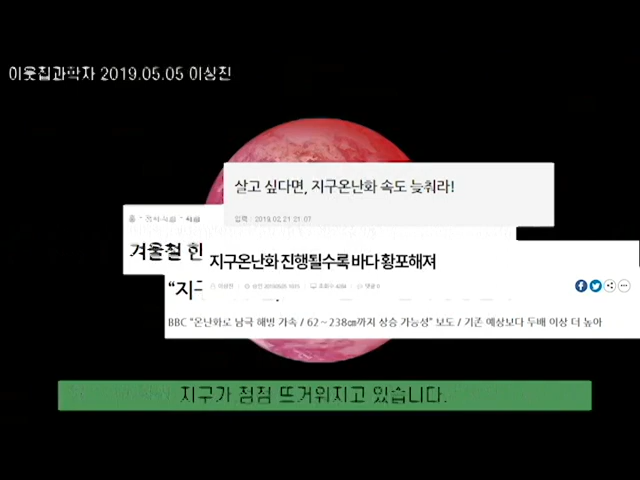 이웃집과학자 2019.05.05 이상진
살고 싶다면, 지구온난화 속도 늦춰라!
입력 : 2019.02.21 21:07
겨울철 한
지구온난화 진행될수록 바다 황포해져
“지구
BBC “온난화로 남극 해빙 가속 / 62～238㎝까지 상승 가능성” 보도 / 기존 예상보다 두배 이상 더 높아
지구가 점점 뜨거워지고 있습니다.